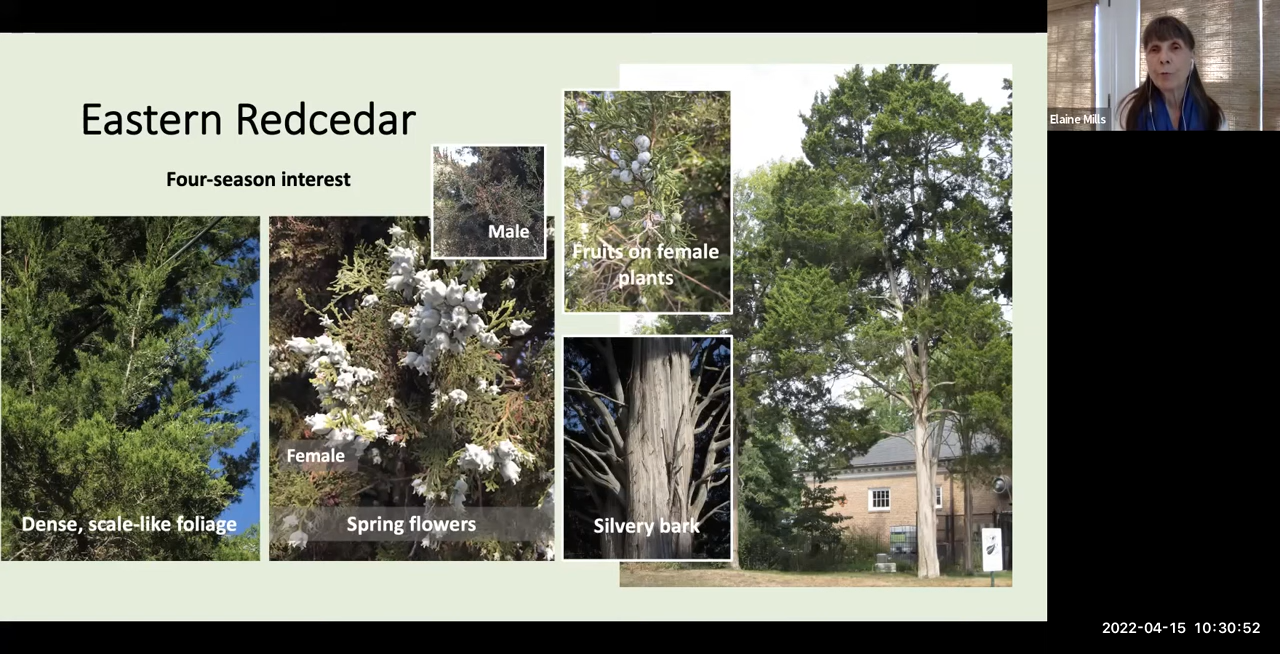 Eastern Redcedar
Four-season interest
Male
Fruits on female
plants
Female
Dense, scale-like foliage
Spring flowers
Silvery bark
Elaine Mills
2022-04-15 10:30:52